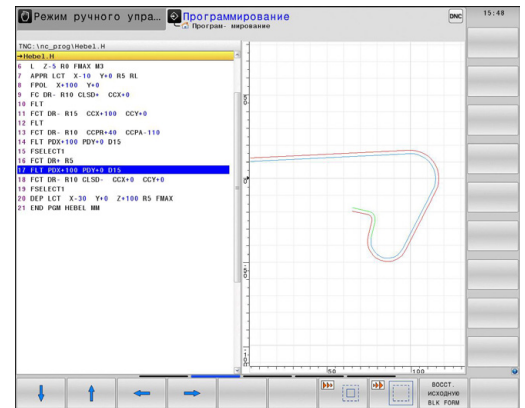 Режим ручного упра…
Программирование
Програм- мирование
DNC
15:48
TNC:\nc_prog\Hebel.H
→Hebel.H
6 L Z-5 R0 FMAX M3
7 APPR LCT X-10 Y+0 R5 RL
8 FPOL X+100 Y+0
9 FC DR- R10 CLSD+ CCX+0
10 FLT
11 FCT DR- R15 CCX+100 CCY+0
12 FLT
13 FCT DR- R10 CCPR+40 CCPA-110
14 FLT PDX+100 PDY+0 D15
15 FSELECT1
16 FCT DR+ R5
17 FLT PDX+100 PDY+0 D15
18 FCT DR- R10 CLSD- CCX+0 CCY+0
19 FSELECT1
20 DEP LCT X-30 Y+0 Z+100 R5 FMAX
21 END PGM HEBEL MM
50
0
-50
50
100
ВОССТ.
ИСХОДНУЮ
BLK FORM